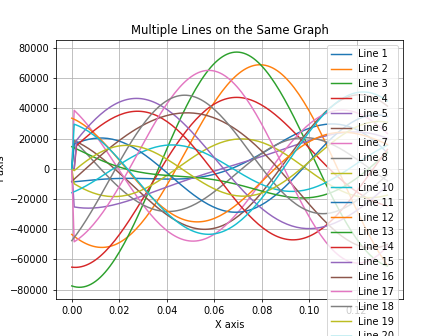 Multiple Lines on the Same Graph
80000
60000
40000
20000
0
−20000
−40000
−60000
−80000
0.00
0.02
0.04
0.06
0.08
0.10
X axis
Line 1
Line 2
Line 3
Line 4
Line 5
Line 6
Line 7
Line 8
Line 9
Line 10
Line 11
Line 12
Line 13
Line 14
Line 15
Line 16
Line 17
Line 18
Line 19
Line 20